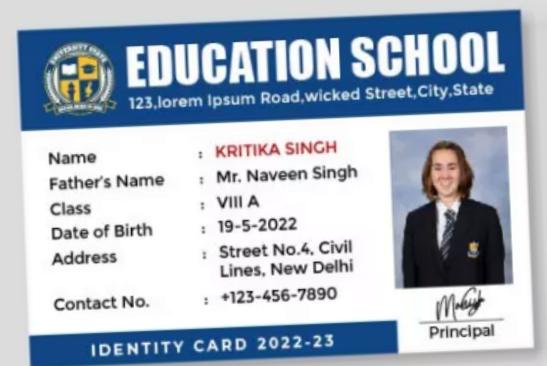 UNIVERSITY STATE
EDUCATION SCHOOL
123,lorem Ipsum Road,wicked Street,City,State
Name : KRITIKA SINGH
Father's Name : Mr. Naveen Singh
Class : VIII A
Date of Birth : 19-5-2022
Address : Street No.4, Civil
Lines, New Delhi
Contact No. : +123-456-7890
Principal
IDENTITY CARD 2022-23